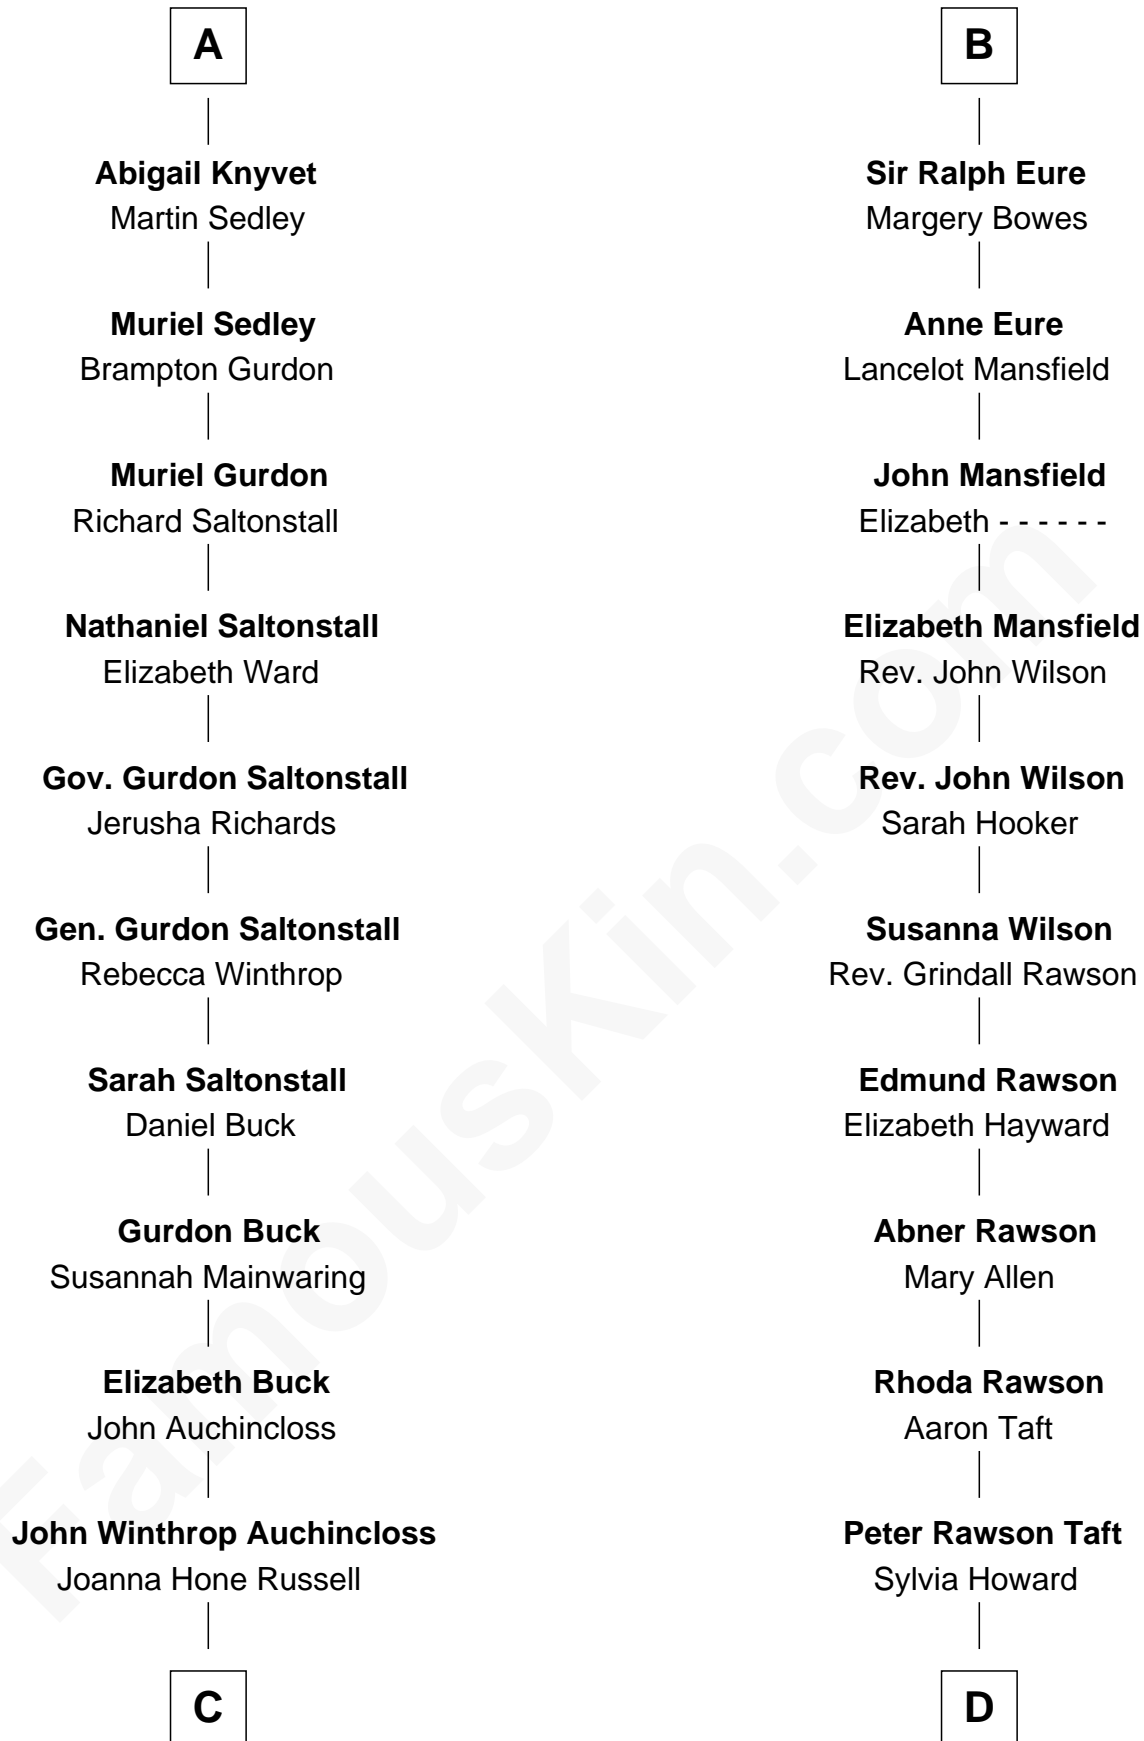 A
Abigail Knyvet
Martin Sedley
Muriel Sedley
Brampton Gurdon
Muriel Gurdon
Richard Saltonstall
Nathaniel Saltonstall
Elizabeth Ward
Gov. Gurdon Saltonstall
Jerusha Richards
Gen. Gurdon Saltonstall
Rebecca Winthrop
Sarah Saltonstall
Daniel Buck
Gurdon Buck
Susannah Mainwaring
Elizabeth Buck
John Auchincloss
John Winthrop Auchincloss
Joanna Hone Russell
C
B
Sir Ralph Eure
Margery Bowes
Anne Eure
Lancelot Mansfield
John Mansfield
Elizabeth - - - - - -
Elizabeth Mansfield
Rev. John Wilson
Rev. John Wilson
Sarah Hooker
Susanna Wilson
Rev. Grindall Rawson
Edmund Rawson
Elizabeth Hayward
Abner Rawson
Mary Allen
Rhoda Rawson
Aaron Taft
Peter Rawson Taft
Sylvia Howard
D
FamousKin.com